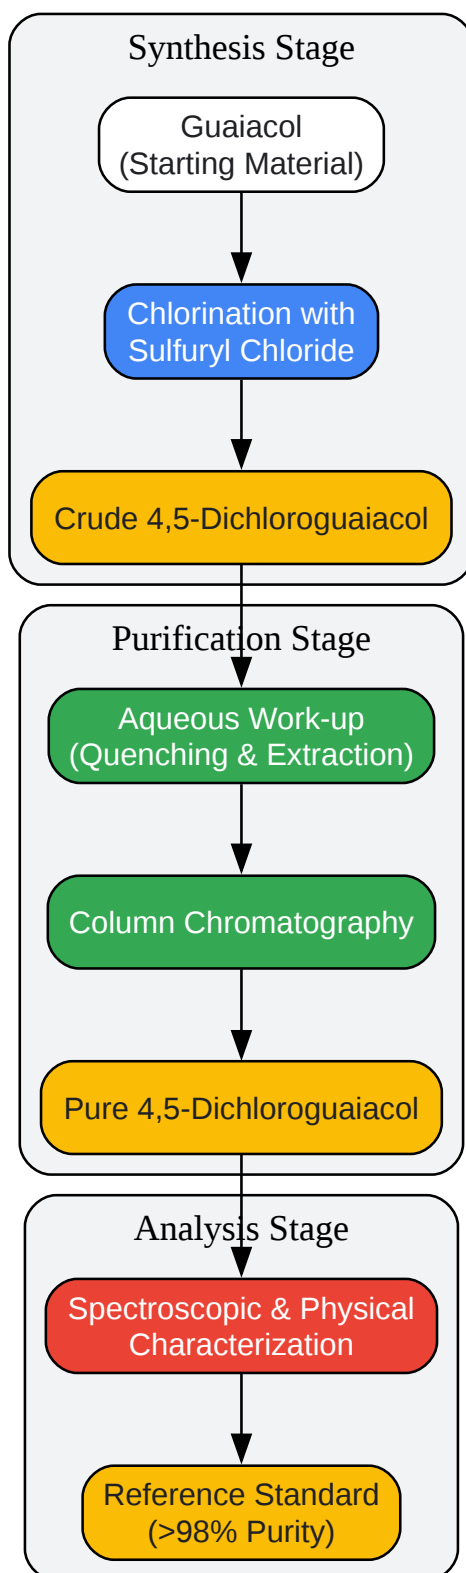 Synthesis Stage
Guaiacol
(Starting Material)
Chlorination with
Sulfuryl Chloride
Crude 4,5-Dichloroguaiacol
Purification Stage
Aqueous Work-up
(Quenching & Extraction)
Column Chromatography
Pure 4,5-Dichloroguaiacol
Analysis Stage
Spectroscopic & Physical
Characterization
Reference Standard
(>98% Purity)